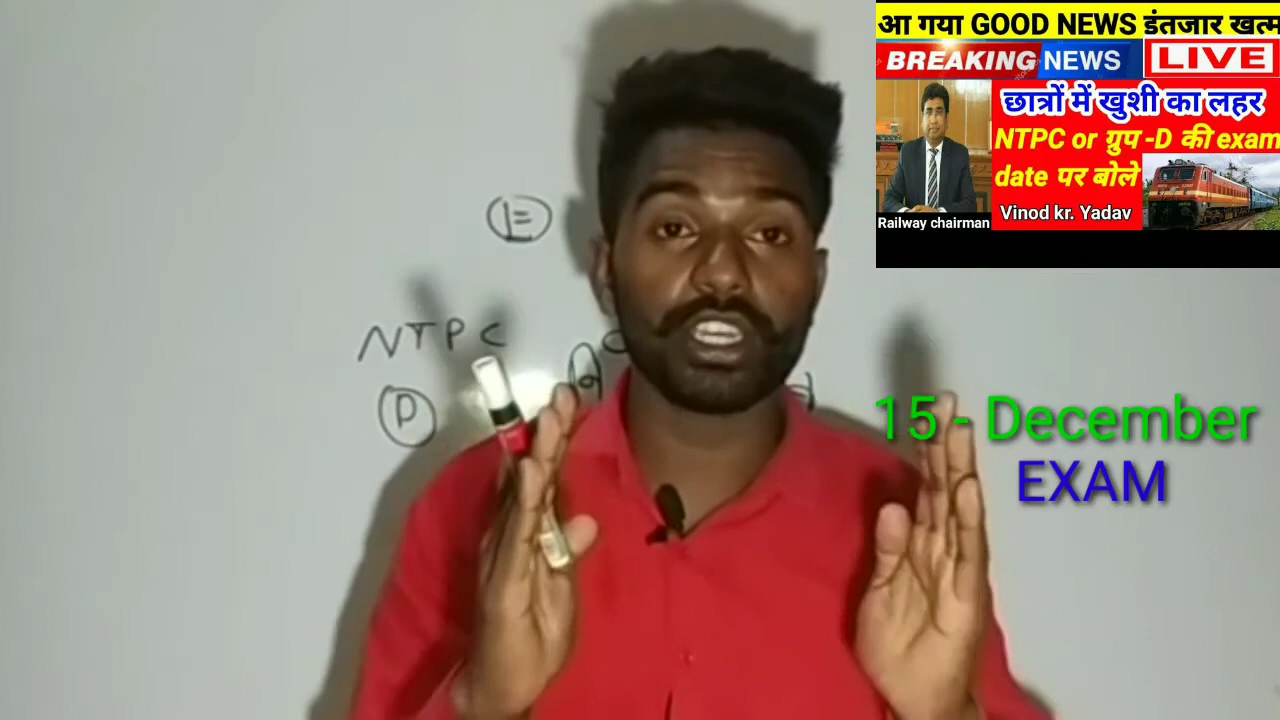 आ गया GOOD NEWS डंतजार खत्म
BREAKING NEWS LIVE
छात्रों में खुशी का लहर
NTPC or ग्रुप -D की exam
date पर बोले
Vinod kr. Yadav
Railway chairman
E
NTPC
D
15 - December
EXAM